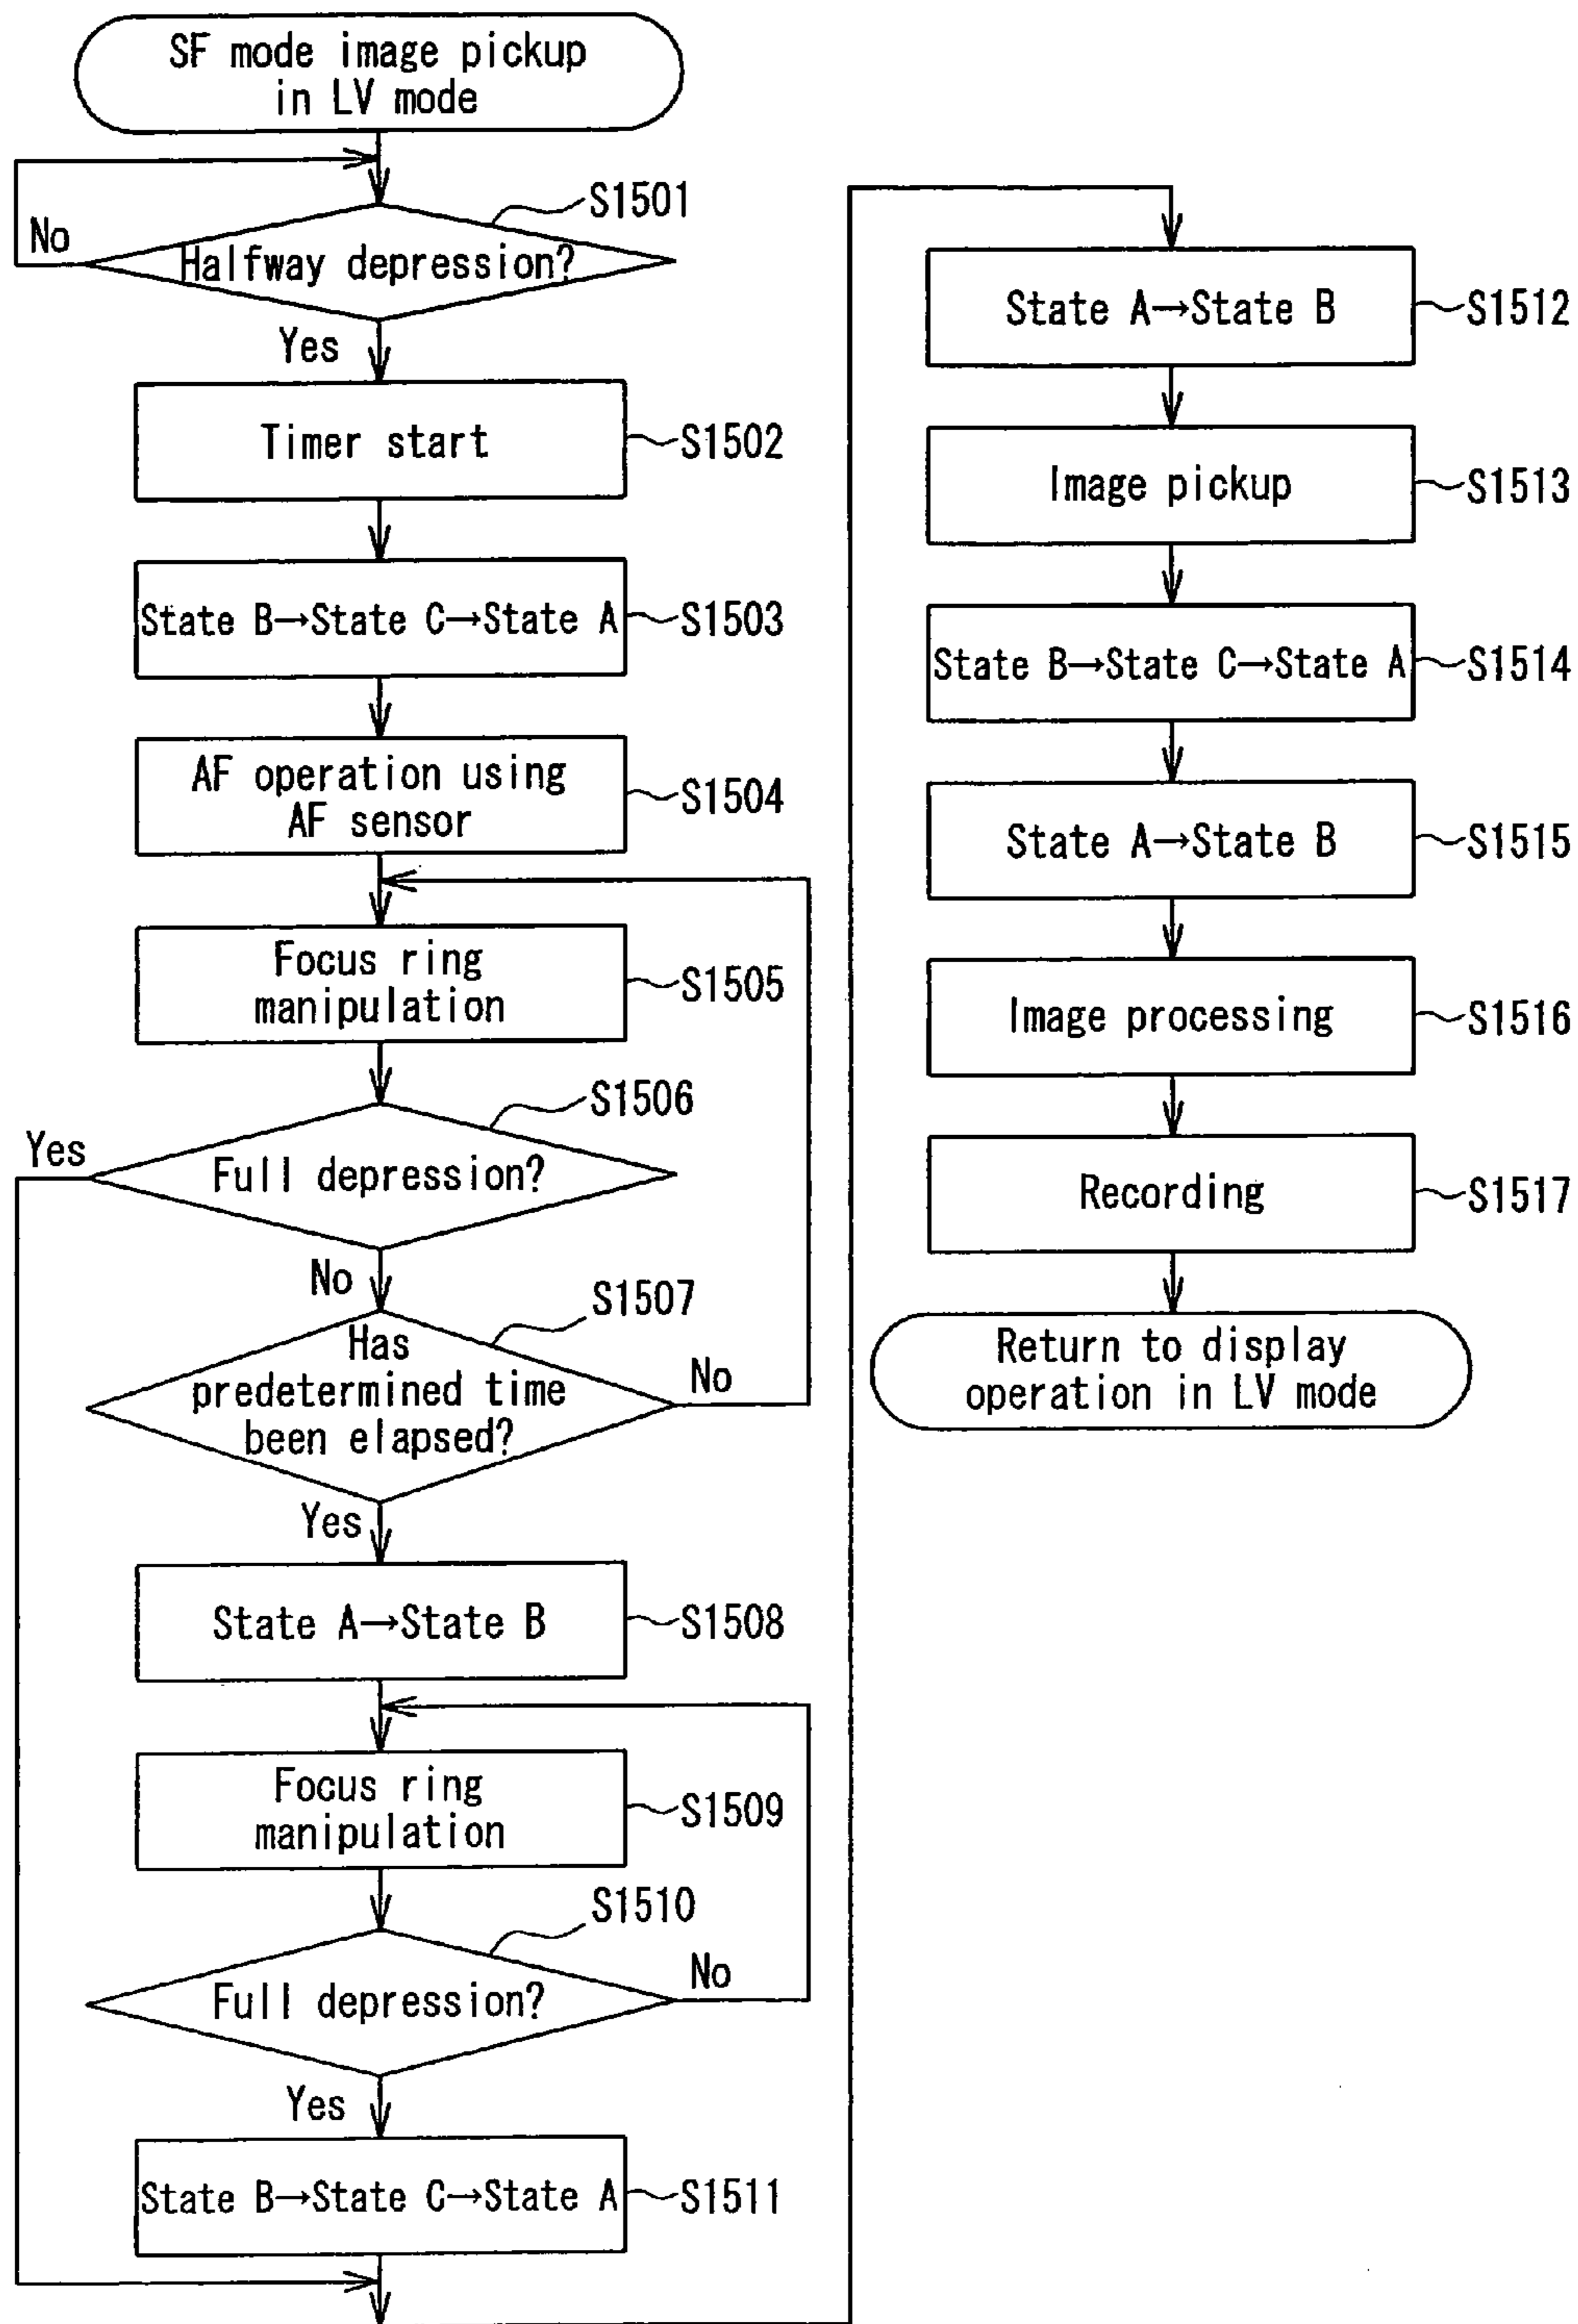 SF mode image pickup
in LV mode
S1501
No
Halfway depression?
Yes
Timer start
S1502
State B→State C→State A
S1503
AF operation using
AF sensor
S1504
Focus ring
manipulation
S1505
S1506
Yes
Full depression?
No
S1507
Has
predetermined time
been elapsed?
No
Yes
State A→State B
S1508
Focus ring
manipulation
S1509
S1510
Full depression?
No
Yes
State B→State C→State A
S1511
State A→State B
S1512
Image pickup
S1513
State B→State C→State A
S1514
State A→State B
S1515
Image processing
S1516
Recording
S1517
Return to display
operation in LV mode